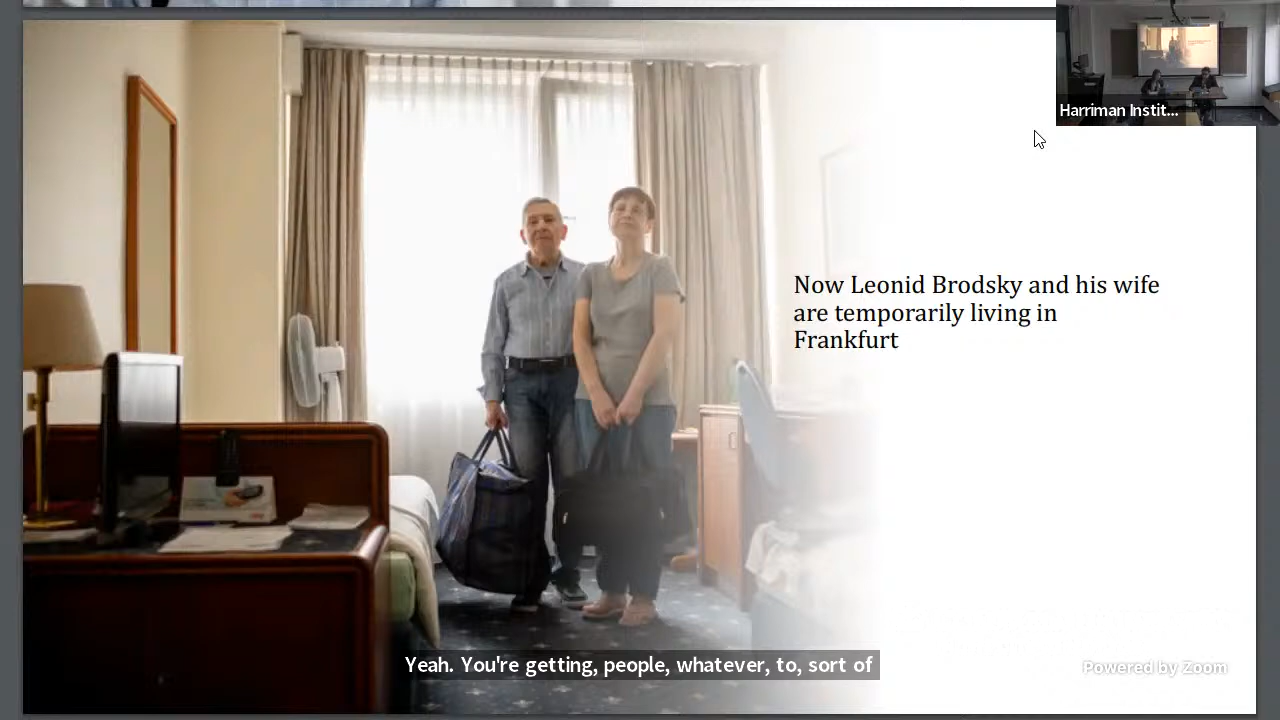 Harriman Instit...
Now Leonid Brodsky and his wife
are temporarily living in
Frankfurt
Yeah. You're getting, people, whatever, to, sort of
Powered by Zoom